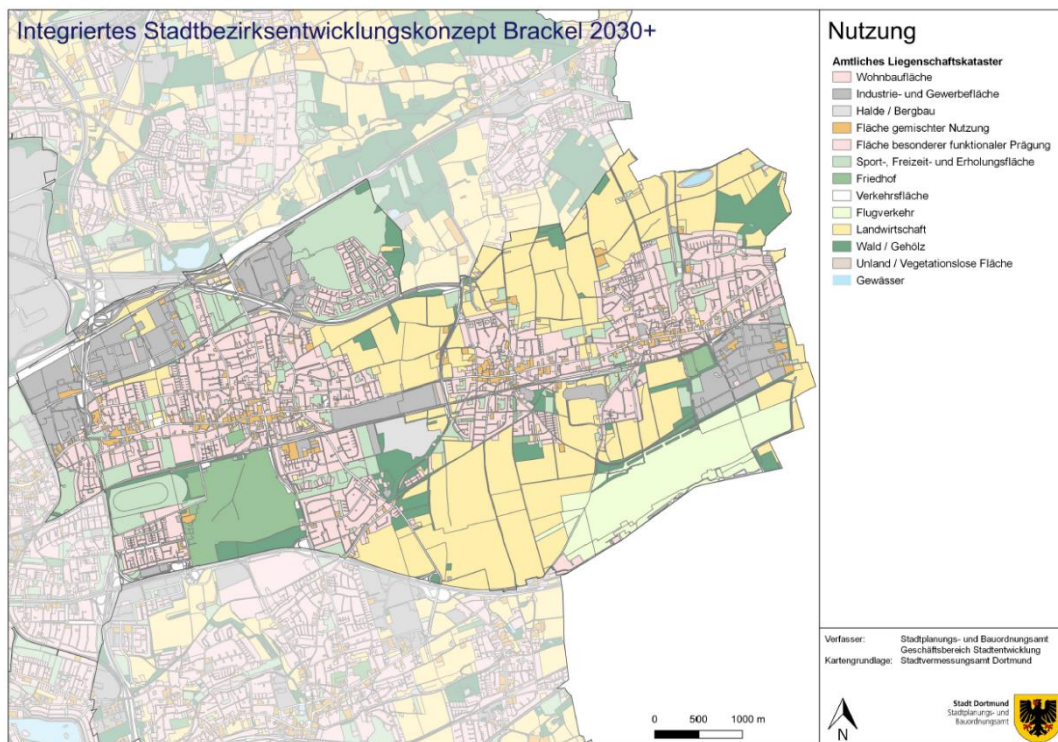 Integriertes Stadtbezirksentwicklungskonzept Brackel 2030+
Nutzung
Amtliches Liegenschaftskataster
Wohnbaufläche
Industrie- und Gewerbefläche
Halde / Bergbau
Fläche gemischter Nutzung
Fläche besonderer funktionaler Prägung
Sport-, Freizeit- und Erholungsfläche
Friedhof
Verkehrsfläche
Flugverkehr
Landwirtschaft
Wald / Gehölz
Unland / Vegetationslose Fläche
Gewässer
Verfasser: Stadtplanungs- und Bauordnungsamt
Geschäftsbereich Stadtentwicklung
Kartengrundlage: Stadtvermessungsamt Dortmund
0 500 1000 m
N
Stadt Dortmund
Stadtplanungs- und
Bauordnungsamt